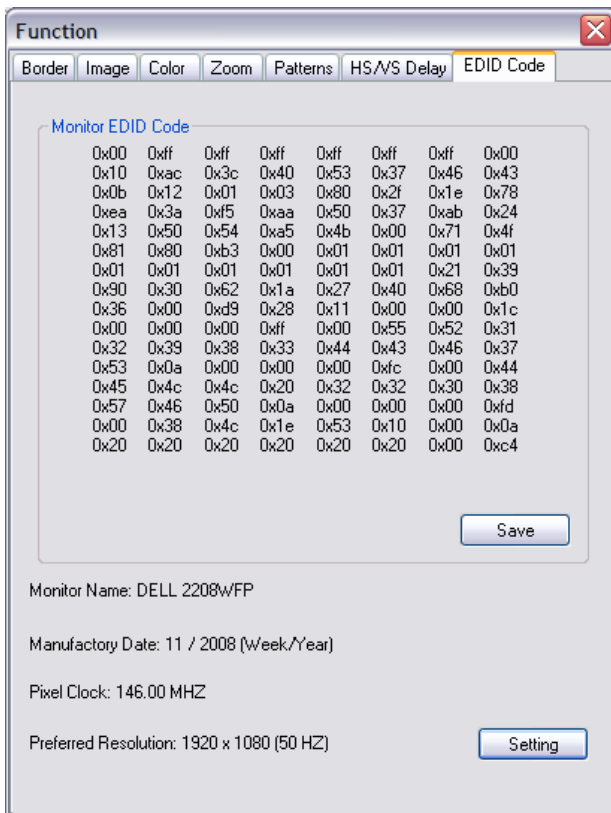 Function
Border Image Color Zoom Patterns HS/VS Delay EDID Code
Monitor EDID Code
0x00 0xff 0xff 0xff 0xff 0xff 0xff 0x00
0x10 0xac 0x3c 0x40 0x53 0x37 0x46 0x43
0x0b 0x12 0x01 0x03 0x80 0x2f 0x1e 0x78
0xea 0x3a 0xf5 0xaa 0x50 0x37 0xab 0x24
0x13 0x50 0x54 0xa5 0x4b 0x00 0x71 0x4f
0x81 0x80 0xb3 0x00 0x01 0x01 0x01 0x01
0x01 0x01 0x01 0x01 0x01 0x01 0x21 0x39
0x90 0x30 0x62 0x1a 0x27 0x40 0x68 0xb0
0x36 0x00 0xd9 0x28 0x11 0x00 0x00 0x1c
0x00 0x00 0x00 0xff 0x00 0x55 0x52 0x31
0x32 0x39 0x38 0x33 0x44 0x43 0x46 0x37
0x53 0x0a 0x00 0x00 0x00 0xfc 0x00 0x44
0x45 0x4c 0x4c 0x20 0x32 0x32 0x30 0x38
0x57 0x46 0x50 0x0a 0x00 0x00 0x00 0xfd
0x00 0x38 0x4c 0x1e 0x53 0x10 0x00 0x0a
0x20 0x20 0x20 0x20 0x20 0x20 0x00 0xc4
Save
Monitor Name: DELL 2208WFP
Manufactory Date: 11 / 2008 (Week/Year)
Pixel Clock: 146.00 MHZ
Preferred Resolution: 1920 x 1080 (50 HZ)
Setting